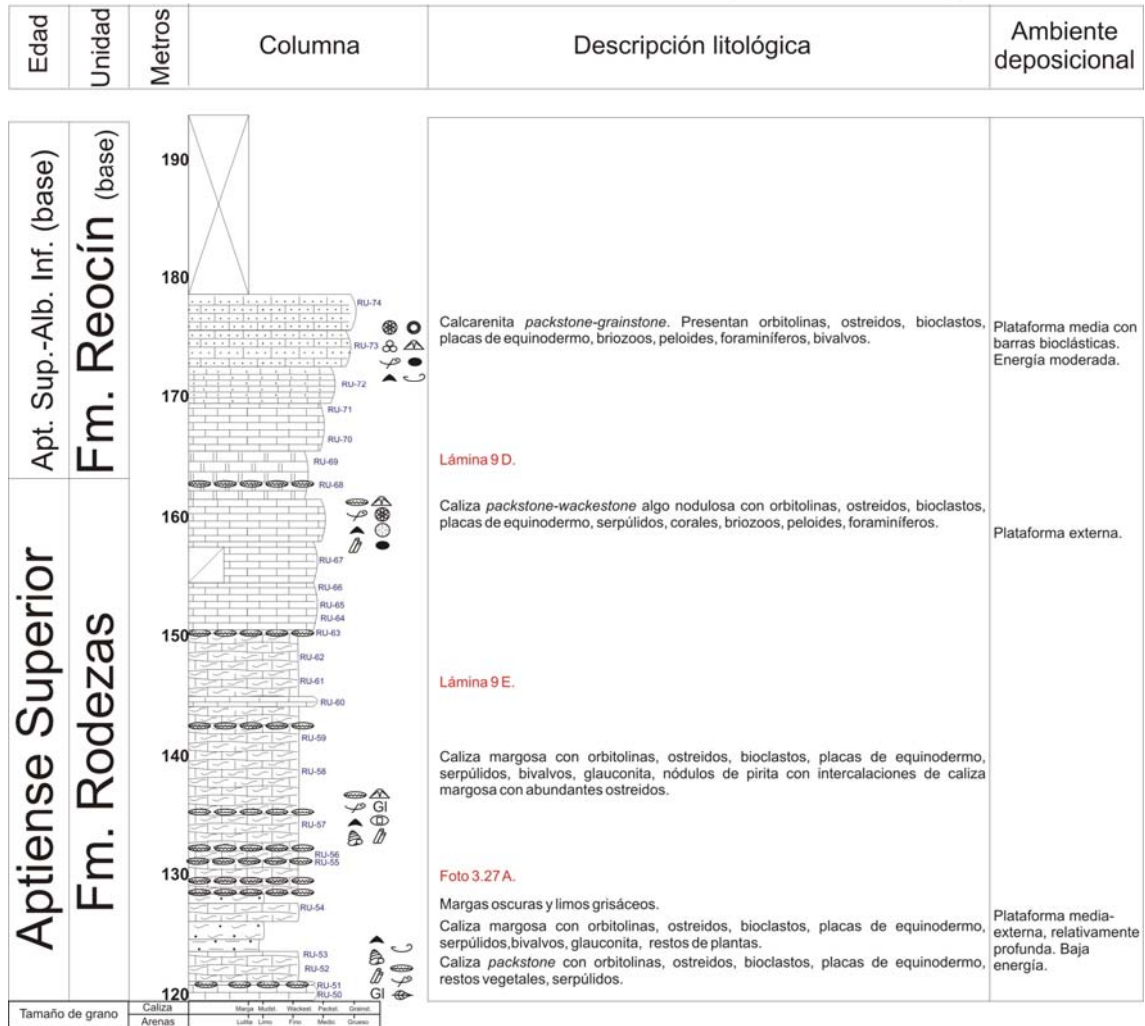 Edad
Unidad
Metros
Columna
Descripción litológica
Ambiente
deposicional
Apt. Sup.-Alb. Inf. (base)
Fm. Reocín (base)
Aptiense Superior
Fm. Rodezas
190
180
170
160
150
140
130
120
RU-74
RU-73
RU-72
RU-71
RU-70
RU-69
RU-68
RU-67
RU-66
RU-65
RU-64
RU-63
RU-62
RU-61
RU-60
RU-59
RU-58
GI
RU-57
RU-56
RU-55
RU-54
RU-53
RU-52
RU-51
RU-50
GI
Calcarenita packstone-grainstone. Presentan orbitolinas, ostreidos, bioclastos,
placas de equinodermo, briozoos, peloides, foraminíferos, bivalvos.
Lámina 9 D.
Caliza packstone-wackestone algo nodulosa con orbitolinas, ostreidos, bioclastos,
placas de equinodermo, serpúlidos, corales, briozoos, peloides, foraminíferos.
Lámina 9 E.
Caliza margosa con orbitolinas, ostreidos, bioclastos, placas de equinodermo,
serpúlidos, bivalvos, glauconita, nódulos de pirita con intercalaciones de caliza
margosa con abundantes ostreidos.
Foto 3.27 A.
Margas oscuras y limos grisáceos.
Caliza margosa con orbitolinas, ostreidos, bioclastos, placas de equinodermo,
serpúlidos,bivalvos, glauconita, restos de plantas.
Caliza packstone con orbitolinas, ostreidos, bioclastos, placas de equinodermo,
restos vegetales, serpúlidos.
Plataforma media con
barras bioclásticas.
Energía moderada.
Plataforma externa.
Plataforma media-
externa, relativamente
profunda. Baja
energía.
Tamaño de grano
Caliza
Marga Mudst. Wackest. Packst. Grainst.
Arenas
Lutita Limo Fino Medio Grueso